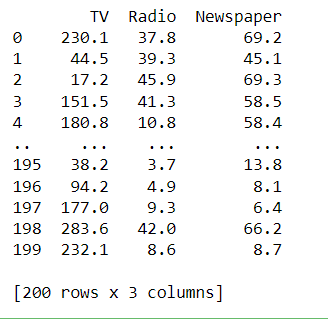 TV Radio Newspaper
0 230.1 37.8 69.2
1 44.5 39.3 45.1
2 17.2 45.9 69.3
3 151.5 41.3 58.5
4 180.8 10.8 58.4
.. ... ... ...
195 38.2 3.7 13.8
196 94.2 4.9 8.1
197 177.0 9.3 6.4
198 283.6 42.0 66.2
199 232.1 8.6 8.7
[200 rows x 3 columns]